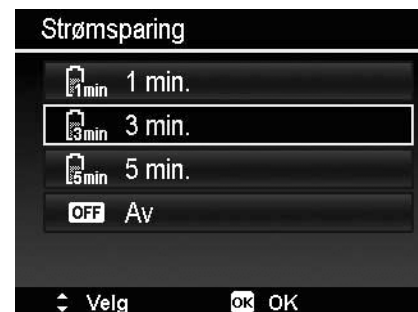 Strømsparing
1min 1 min.
3min 3 min.
5min 5 min.
OFF Av
Velg OK OK